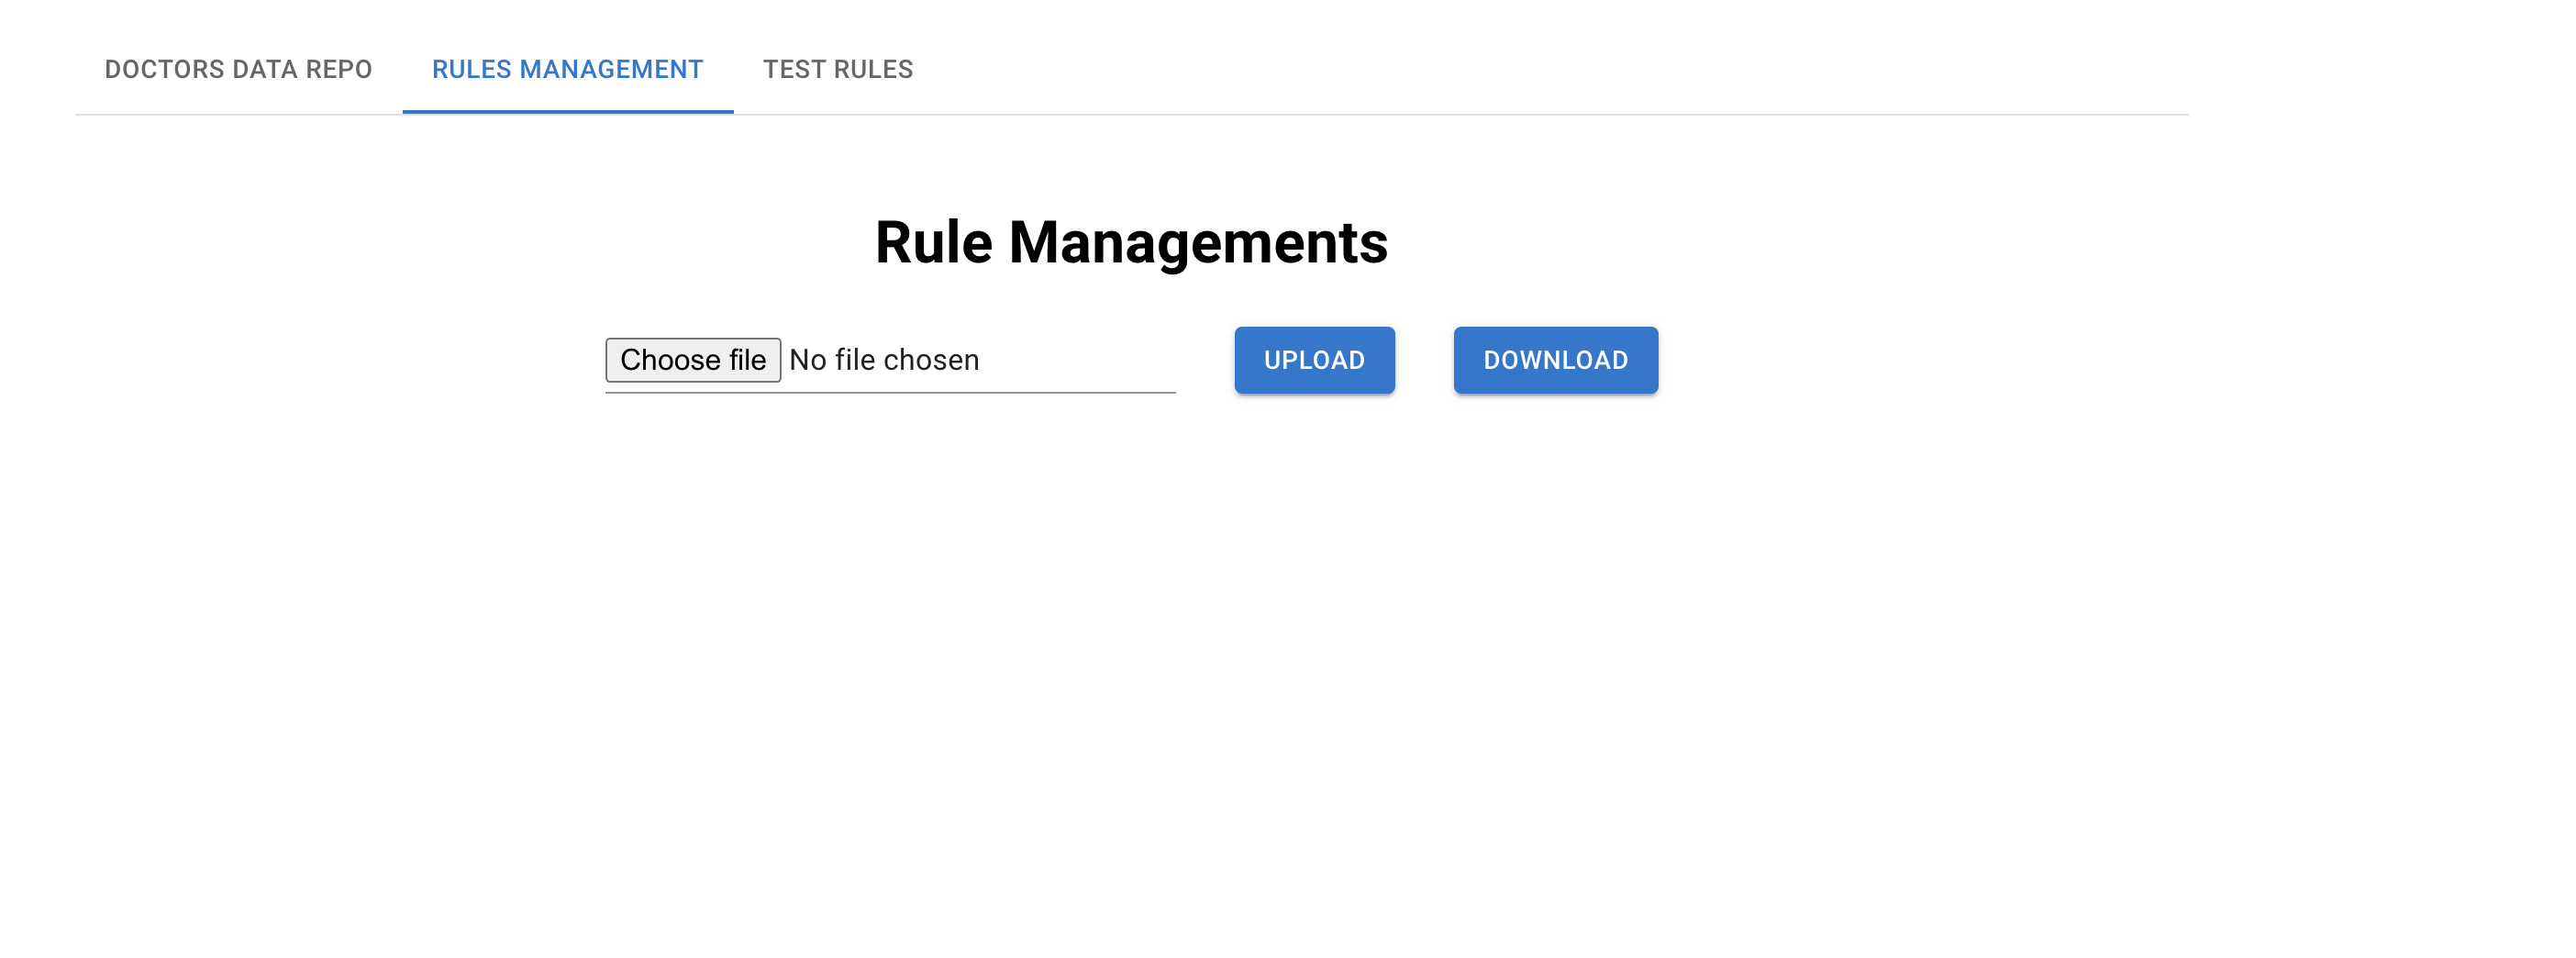 DOCTORS DATA REPO RULES MANAGEMENT TEST RULES
Rule Managements
Choose file No file chosen UPLOAD DOWNLOAD